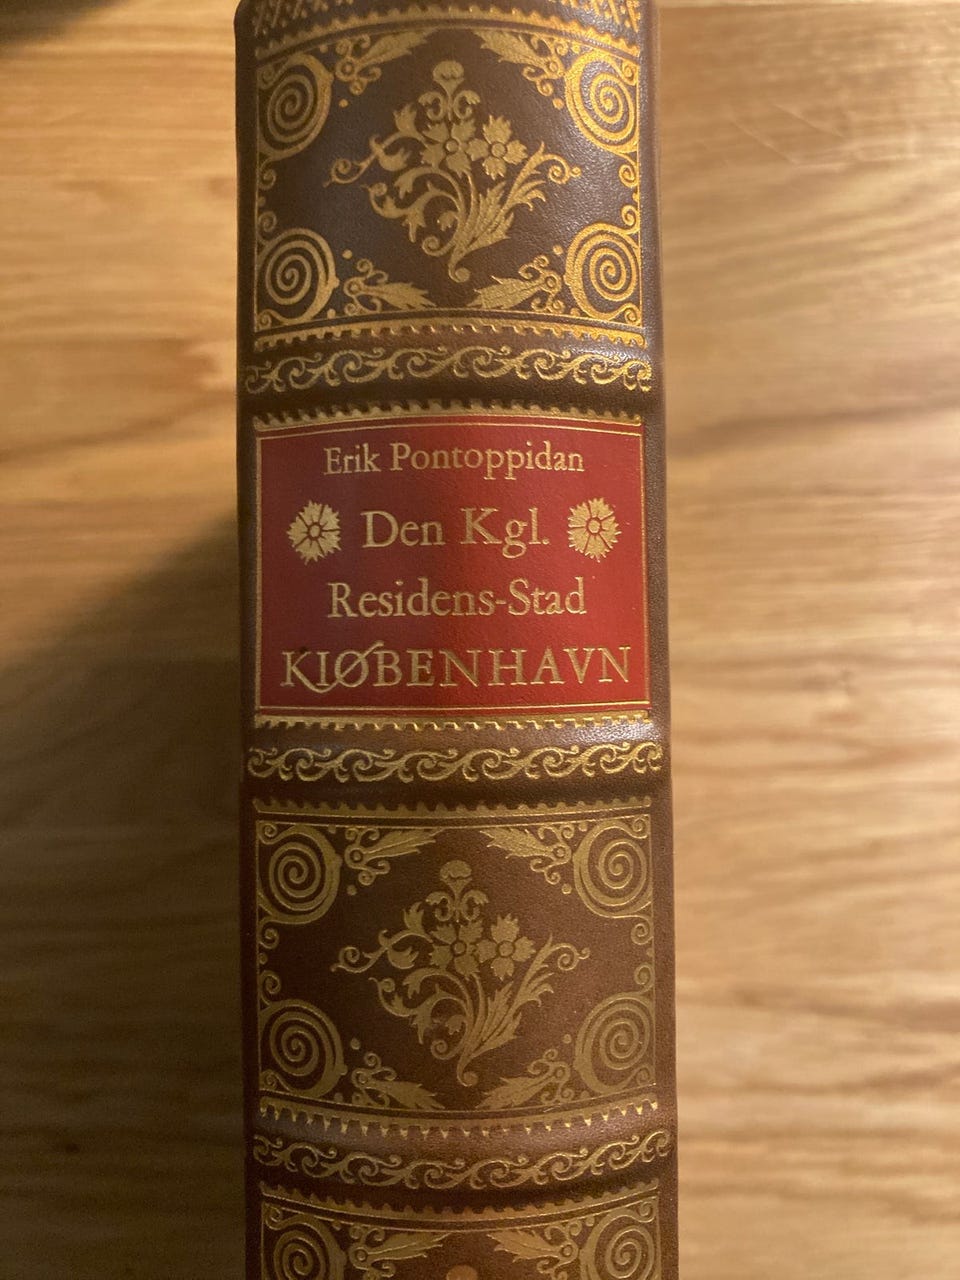 Erik Pontoppidan
Den Kgl.
Residens-Stad
KIØBENHAVN